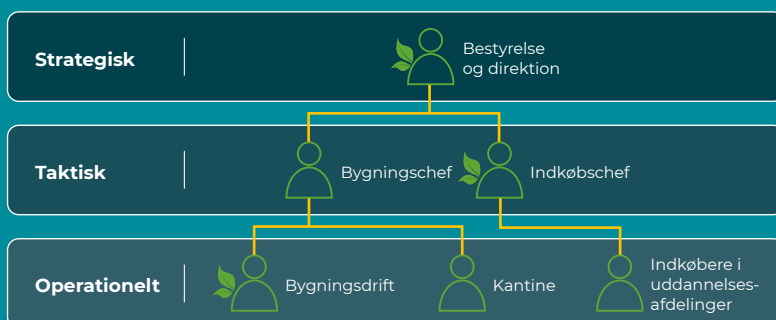 Strategisk
Bestyrelse
og direktion
Taktisk
Bygningschef
Indkøbschef
Operationelt
Bygningsdrift
Kantine
Indkøbere i
uddannelses-
afdelinger